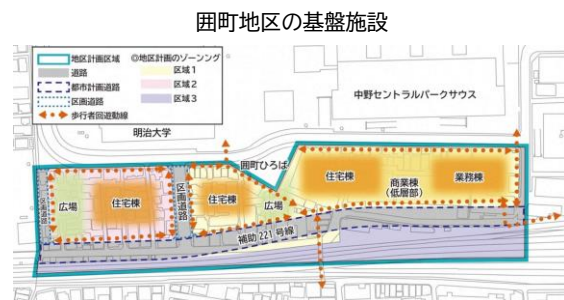 囲町地区の基盤施設
地区計画区域
道路
都市計画道路
区画道路
歩行者回遊動線
◎地区計画のゾーニング
区域1
区域2
区域3
中野セントラルパークサウス
明治大学
囲町ひろば
広場
住宅棟
区画道路
区画道路
住宅棟
広場
住宅棟
商業棟
(低層部)
業務棟
補助221号線